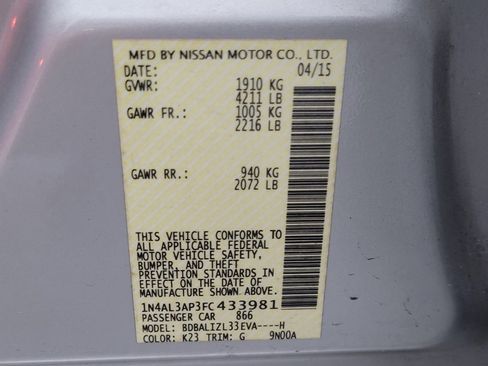 MFD BY NISSAN MOTOR CO., LTD.
DATE: 04/15
GVWR: 1910 KG
4211 LB
GAWR FR.: 1005 KG
2216 LB
GAWR RR.: 940 KG
2072 LB
THIS VEHICLE CONFORMS TO
ALL APPLICABLE FEDERAL
MOTOR VEHICLE SAFETY,
BUMPER, AND THEFT
PREVENTION STANDARDS IN
EFFECT ON THE DATE OF
MANUFACTURE SHOWN ABOVE.
1N4AL3AP3FC433981
PASSENGER CAR 866
MODEL: BDBALIZL33EVA----H
COLOR: K23 TRIM: G 9N00A